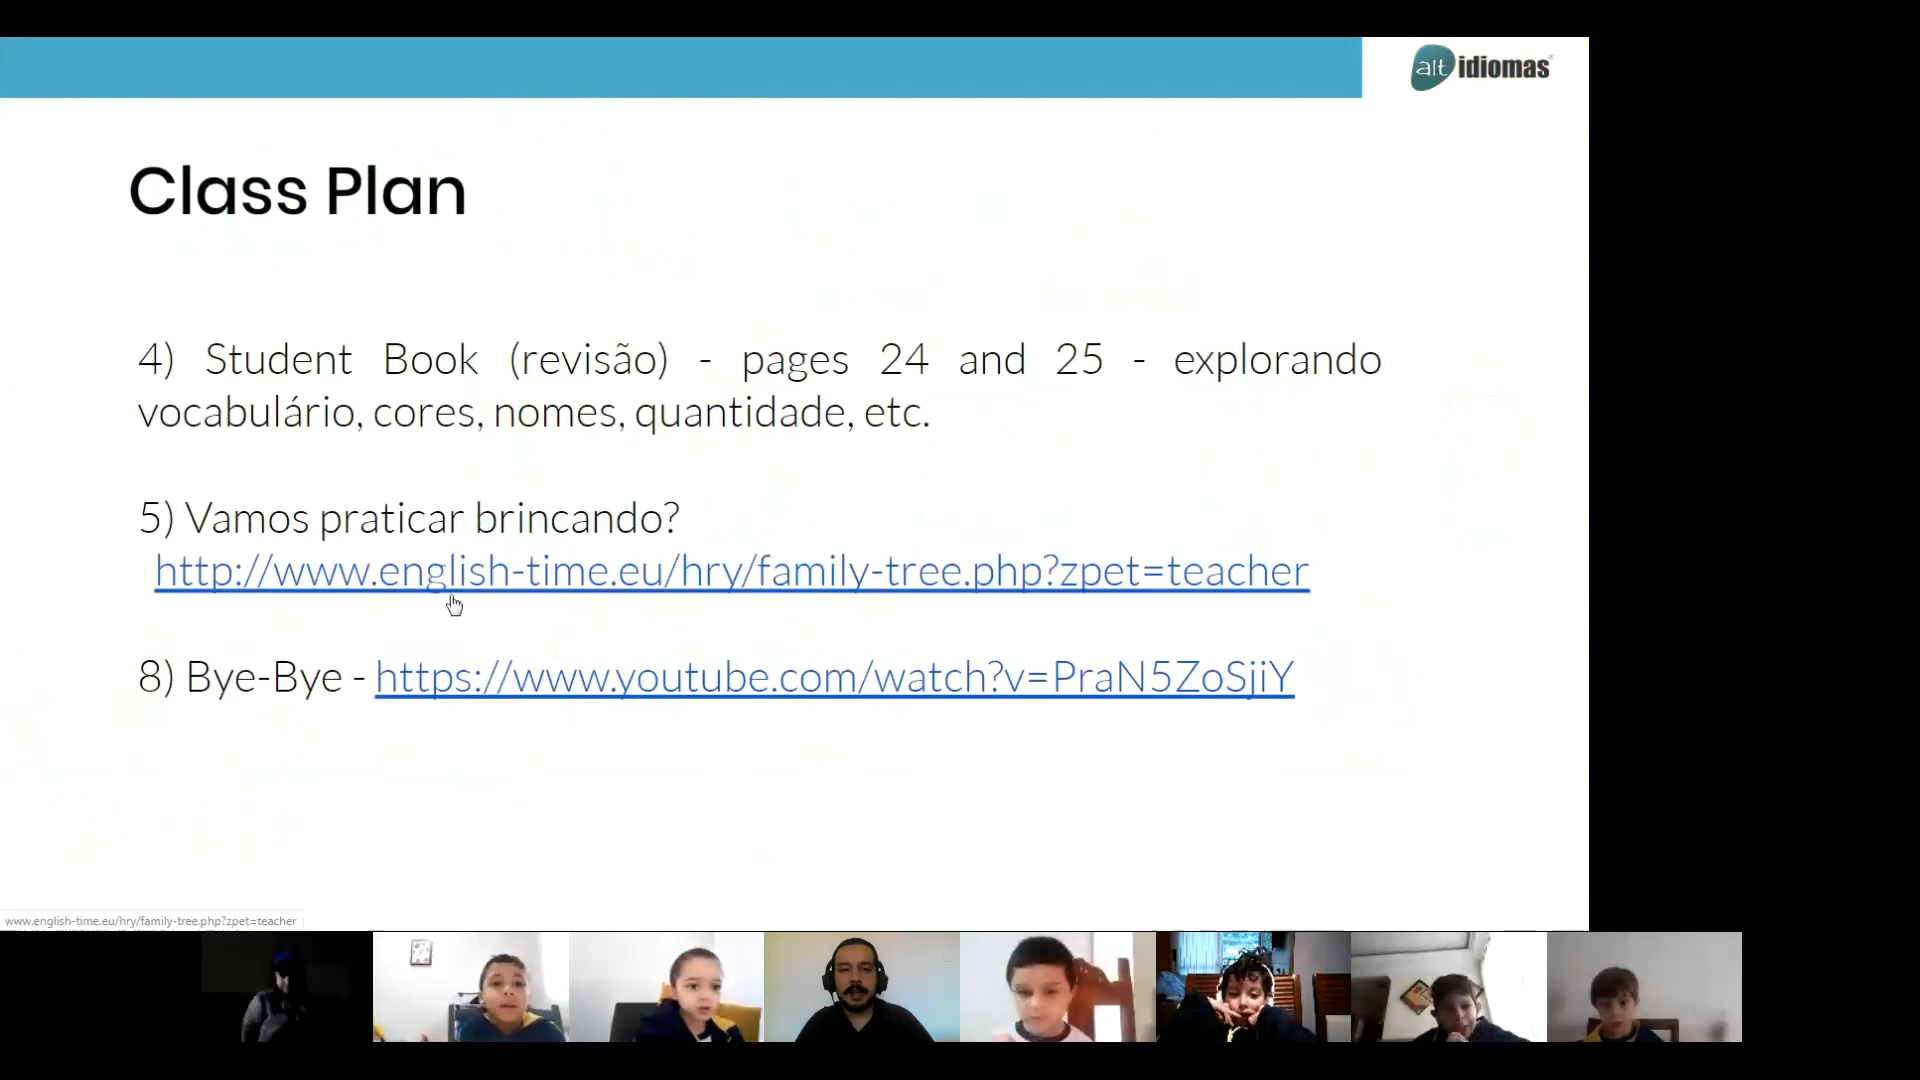 alt idiomas
Class Plan
4) Student Book (revisão) - pages 24 and 25 - explorando
vocabulário, cores, nomes, quantidade, etc.
5) Vamos praticar brincando?
http://www.english-time.eu/hry/family-tree.php?zpet=teacher
8) Bye-Bye - https://www.youtube.com/watch?v=PraN5ZoSjiY
www.english-time.eu/hry/family-tree.php?zpet=teacher